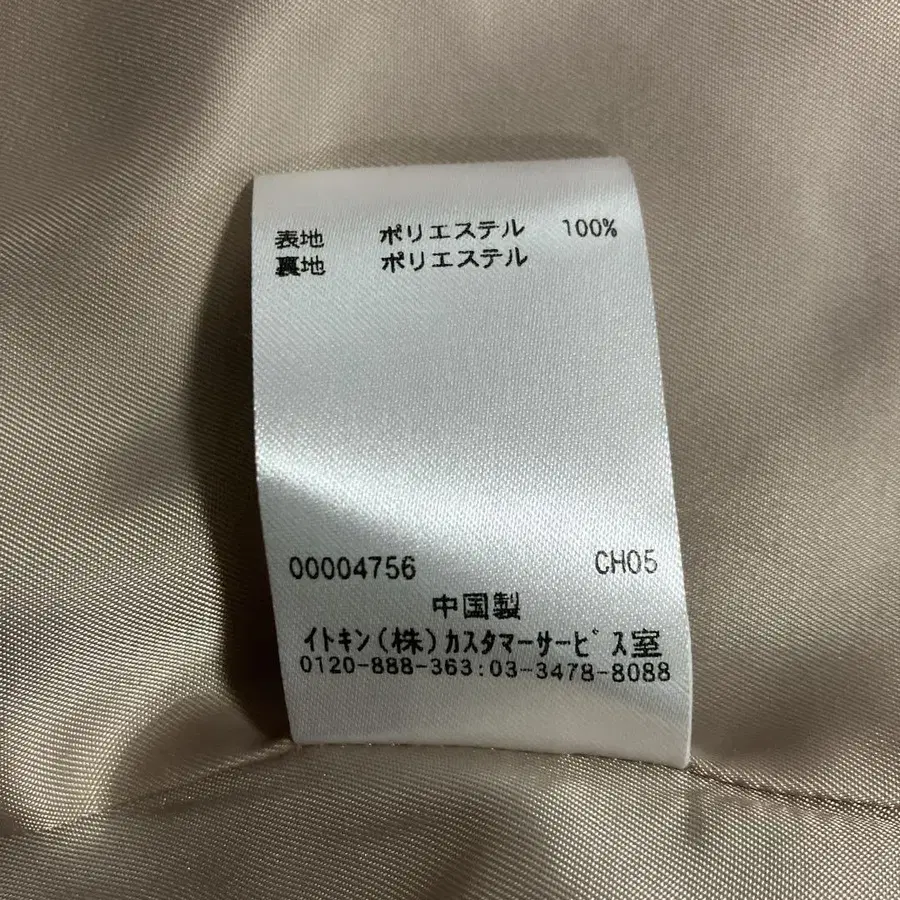 表地 ポリエステル 100%
裏地 ポリエステル
00004756 CH05
中国製
イトキン(株)カスタマーサービス室
0120-888-363:03-3478-8088